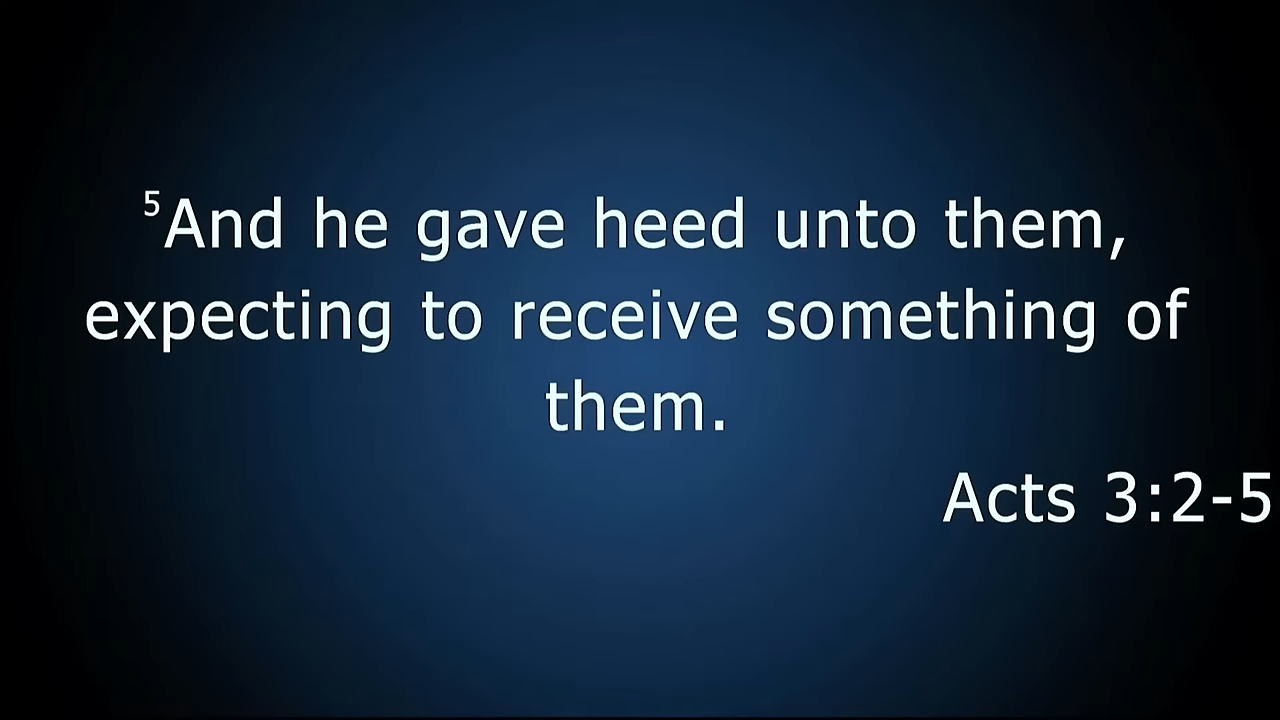 ⁵And he gave heed unto them,
expecting to receive something of
them.
Acts 3:2-5